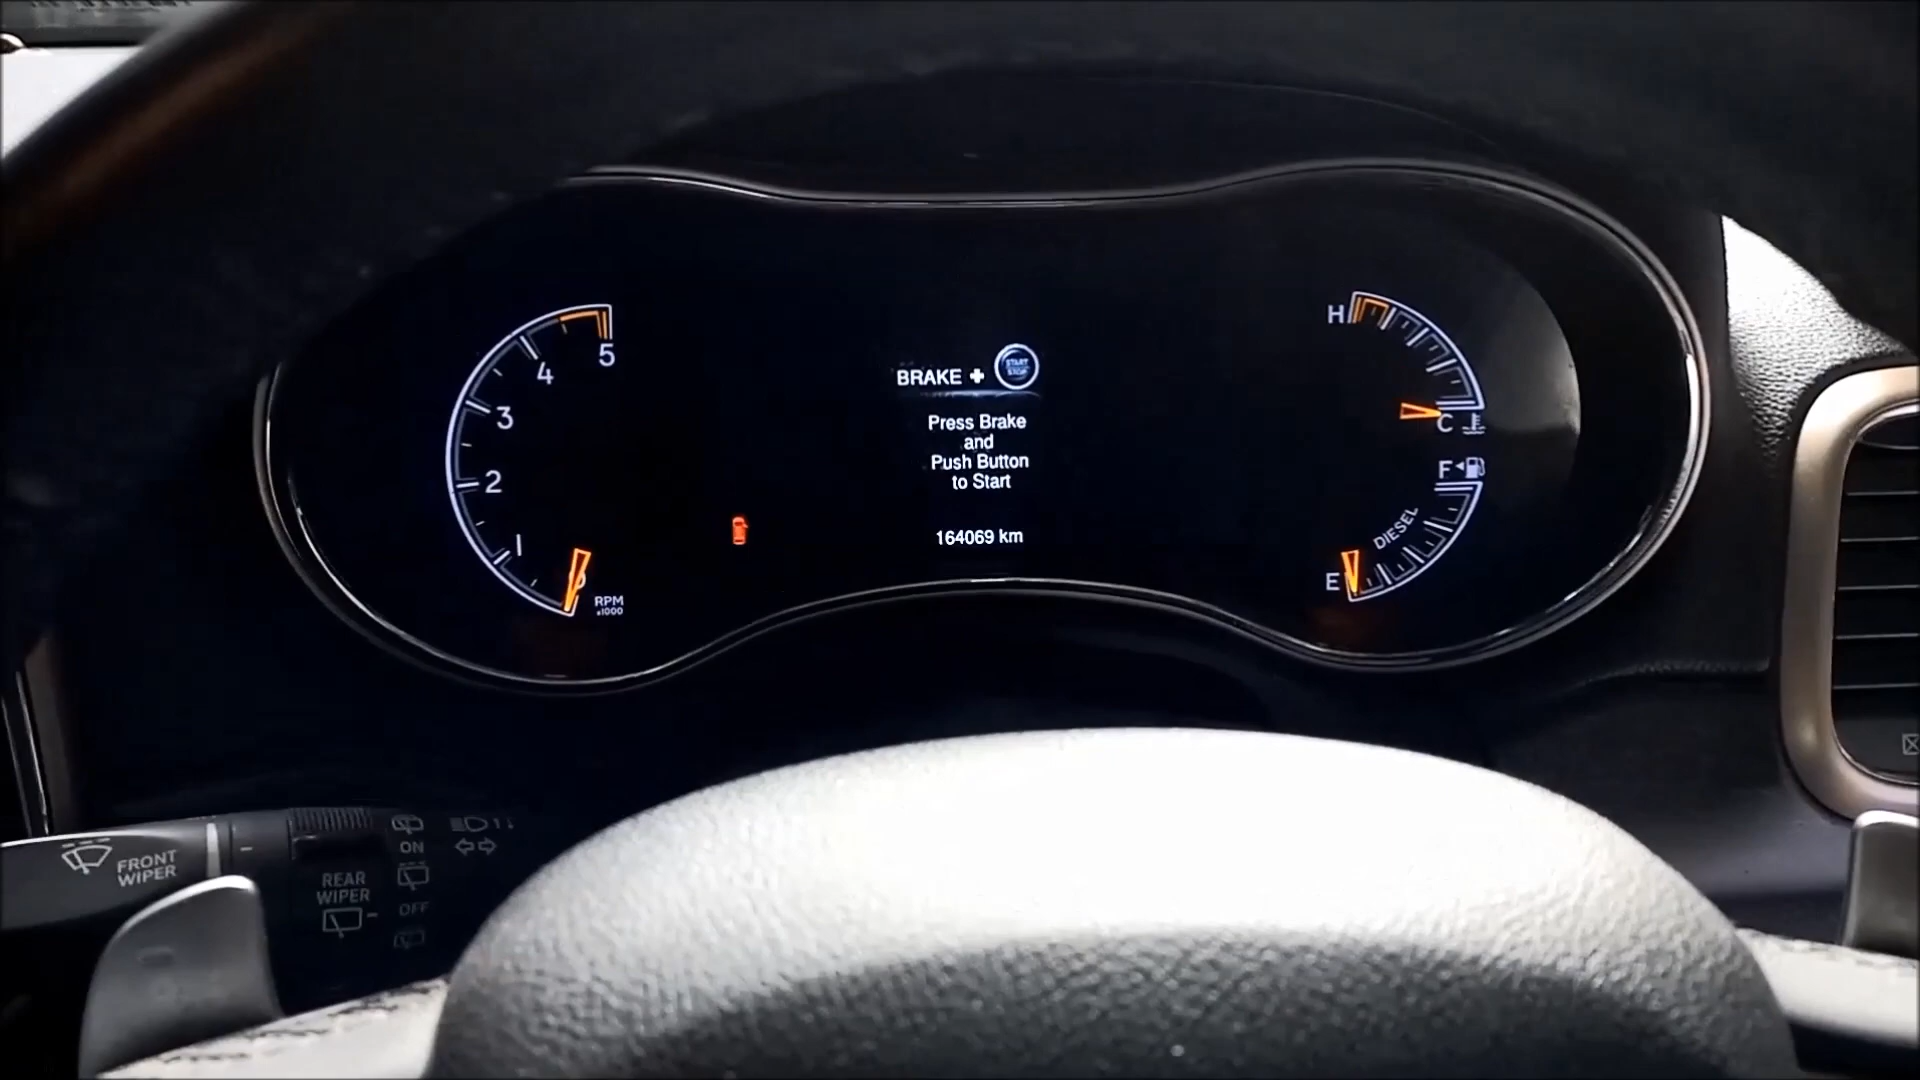 5
4
3
2
1
0
RPM
x1000
BRAKE + START STOP
Press Brake
and
Push Button
to Start
164069 km
H
C
F
DIESEL
E
FRONT
WIPER
REAR
WIPER
ON
OFF